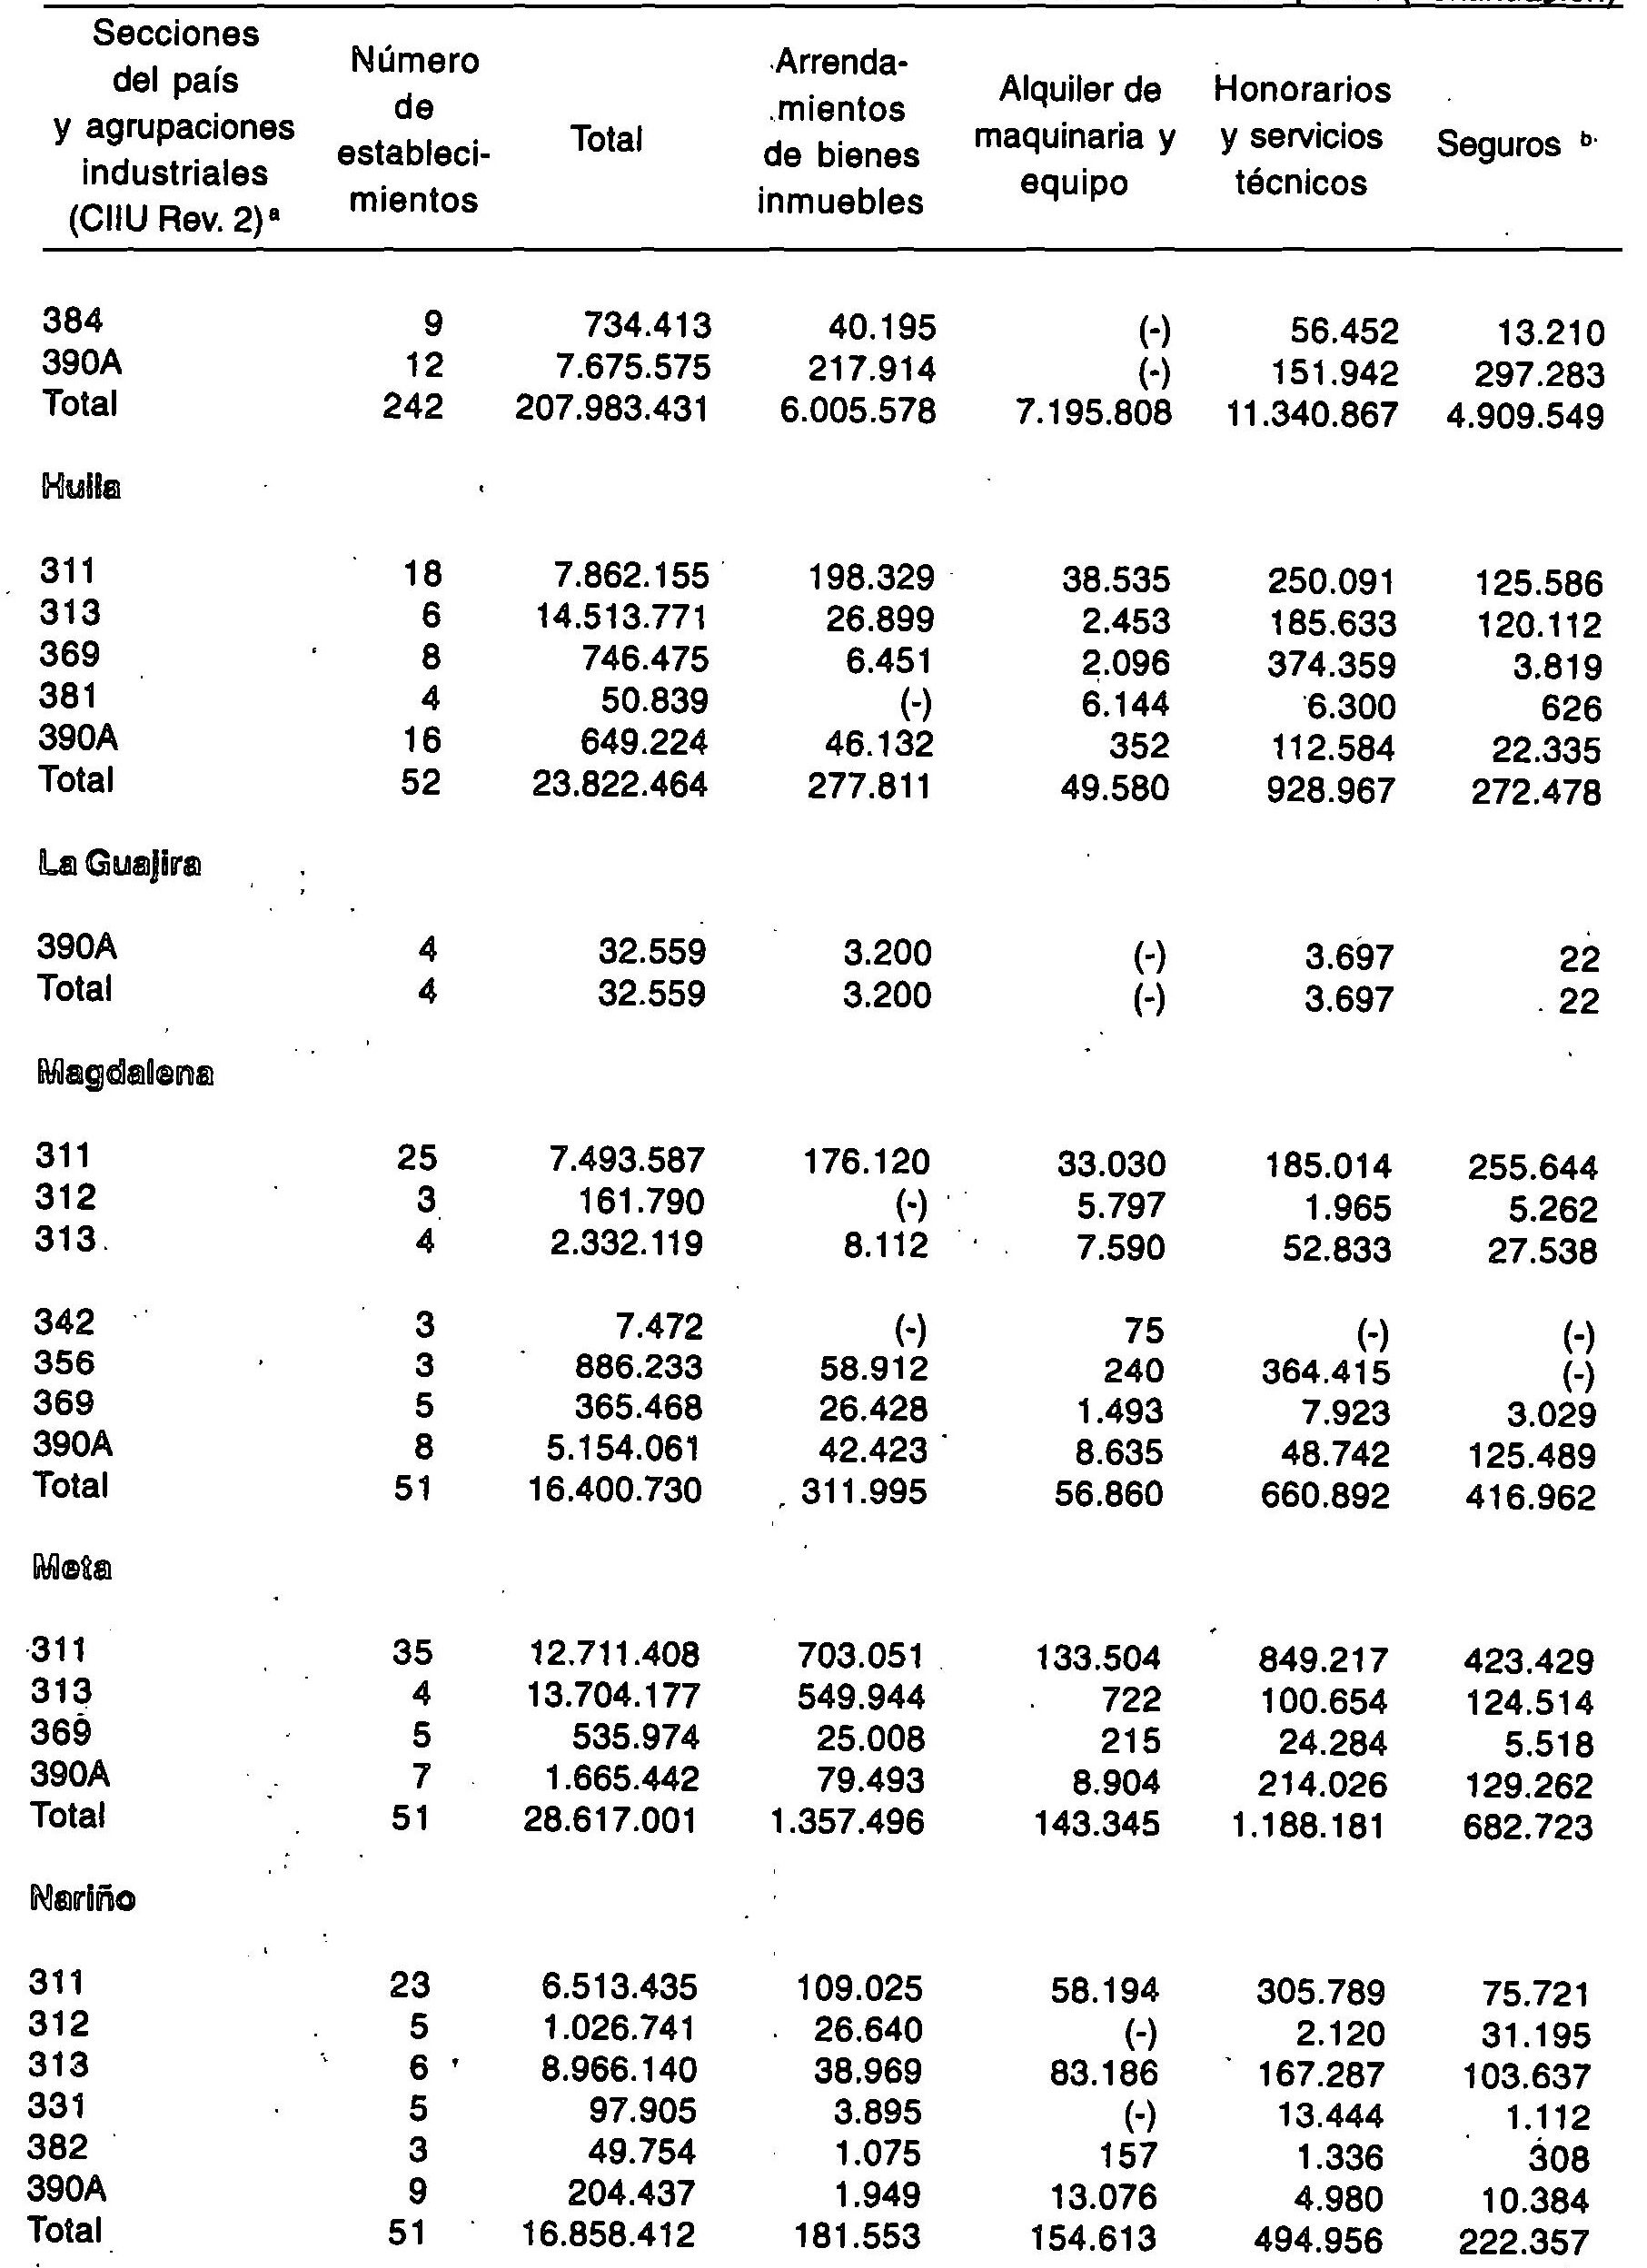 (Continuación)
Secciones del país y agrupaciones industriales (CIIU Rev. 2) a | Número de estableci- mientos | Total | Arrenda- mientos de bienes inmuebles | Alquiler de maquinaria y equipo | Honorarios y servicios técnicos | Seguros b
384 9 734.413 40.195 (-) 56.452 13.210
390A 12 7.675.575 217.914 (-) 151.942 297.283
Total 242 207.983.431 6.005.578 7.195.808 11.340.867 4.909.549
Huila
311 18 7.862.155 198.329 38.535 250.091 125.586
313 6 14.513.771 26.899 2.453 185.633 120.112
369 8 746.475 6.451 2.096 374.359 3.819
381 4 50.839 (-) 6.144 6.300 626
390A 16 649.224 46.132 352 112.584 22.335
Total 52 23.822.464 277.811 49.580 928.967 272.478
La Guajira
390A 4 32.559 3.200 (-) 3.697 22
Total 4 32.559 3.200 (-) 3.697 22
Magdalena
311 25 7.493.587 176.120 33.030 185.014 255.644
312 3 161.790 (-) 5.797 1.965 5.262
313 4 2.332.119 8.112 7.590 52.833 27.538
342 3 7.472 (-) 75 (-) (-)
356 3 886.233 58.912 240 364.415 (-)
369 5 365.468 26.428 1.493 7.923 3.029
390A 8 5.154.061 42.423 8.635 48.742 125.489
Total 51 16.400.730 311.995 56.860 660.892 416.962
Meta
311 35 12.711.408 703.051 133.504 849.217 423.429
313 4 13.704.177 549.944 722 100.654 124.514
369 5 535.974 25.008 215 24.284 5.518
390A 7 1.665.442 79.493 8.904 214.026 129.262
Total 51 28.617.001 1.357.496 143.345 1.188.181 682.723
Nariño
311 23 6.513.435 109.025 58.194 305.789 75.721
312 5 1.026.741 26.640 (-) 2.120 31.195
313 6 8.966.140 38.969 83.186 167.287 103.637
331 5 97.905 3.895 (-) 13.444 1.112
382 3 49.754 1.075 157 1.336 308
390A 9 204.437 1.949 13.076 4.980 10.384
Total 51 16.858.412 181.553 154.613 494.956 222.357